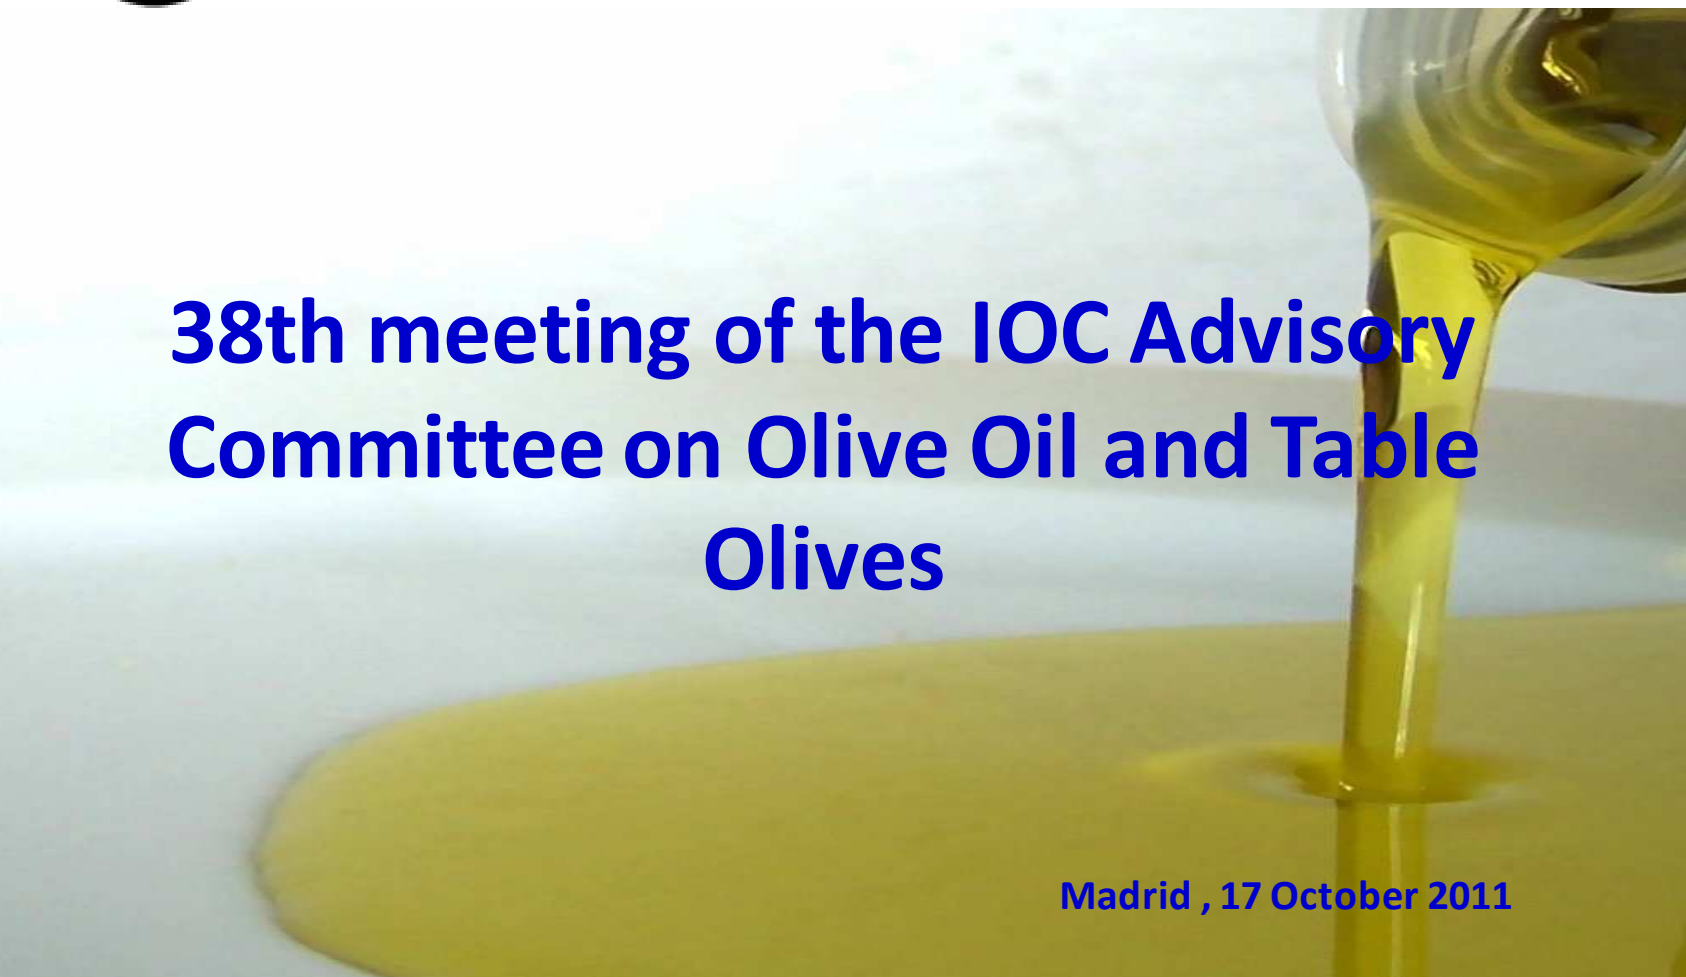 38th meeting of the IOC Advisory
Committee on Olive Oil and Table
Olives
Madrid , 17 October 2011